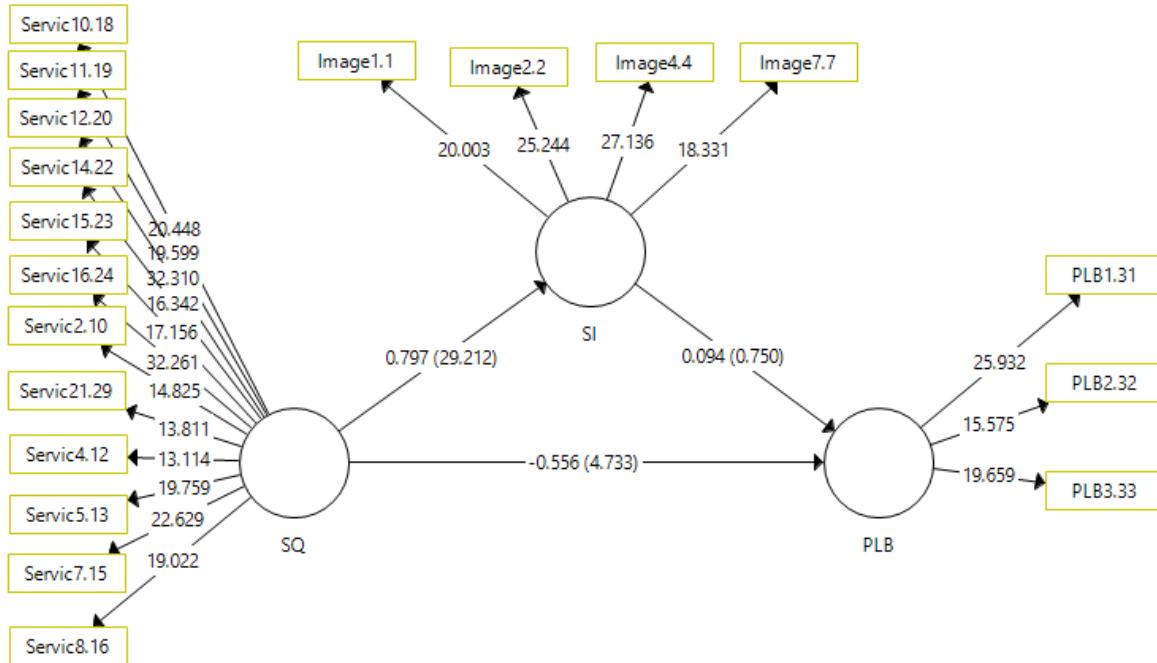 Servic10.18
Servic11.19
Servic12.20
Servic14.22
Servic15.23
Servic16.24
Servic2.10
Servic21.29
Servic4.12
Servic5.13
Servic7.15
Servic8.16
20.448
19.599
32.310
16.342
17.156
32.261
14.825
13.811
13.114
19.759
22.629
19.022
SQ
Image1.1
Image2.2
Image4.4
Image7.7
20.003
25.244
27.136
18.331
SI
0.797 (29.212)
0.094 (0.750)
-0.556 (4.733)
PLB
25.932
15.575
19.659
PLB1.31
PLB2.32
PLB3.33